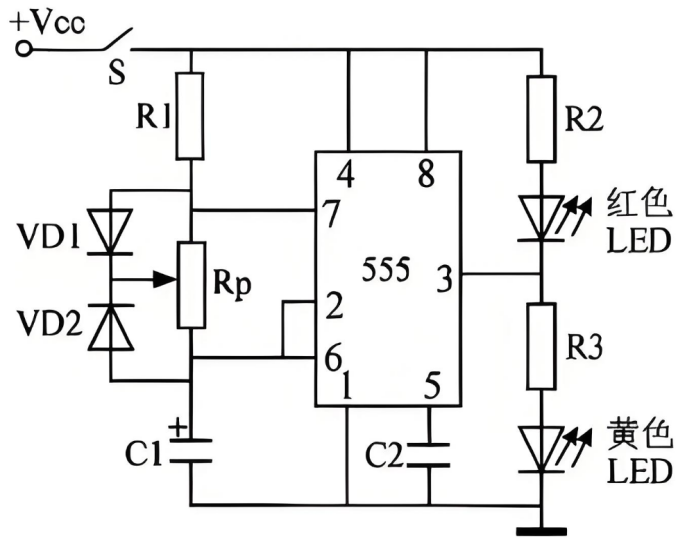 +Vcc
S
R1
R2
4
8
7
红色
LED
VD1
Rp
555
3
VD2
2
6
R3
1
5
C1
+
C2
黄色
LED